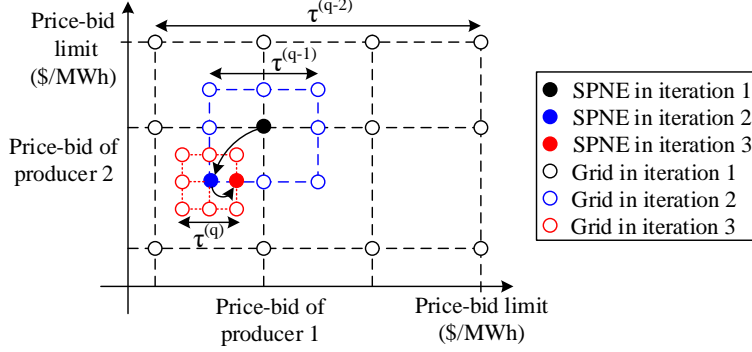 Price-bid
limit
($/MWh)
τ(q-2)
τ(q-1)
Price-bid of
producer 2
τ(q)
Price-bid of
producer 1
Price-bid limit
($/MWh)
SPNE in iteration 1
SPNE in iteration 2
SPNE in iteration 3
Grid in iteration 1
Grid in iteration 2
Grid in iteration 3